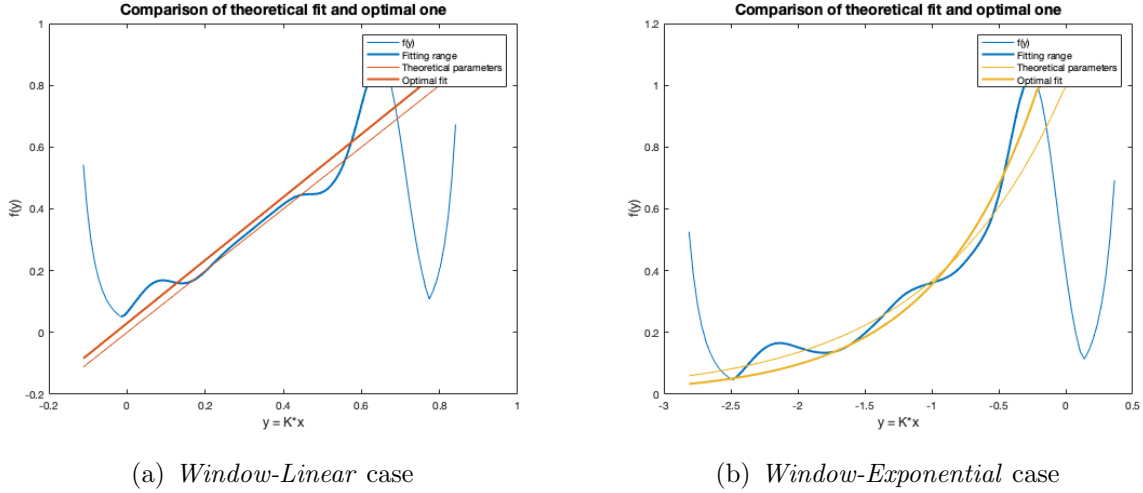 Comparison of theoretical fit and optimal one
1
0.8
0.6
0.4
0.2
0
-0.2
f(y)
-0.2
0
0.2
0.4
0.6
0.8
1
y = K*x
f(y)
Fitting range
Theoretical parameters
Optimal fit
(a) Window-Linear case
Comparison of theoretical fit and optimal one
1.2
1
0.8
0.6
0.4
0.2
0
f(y)
-3
-2.5
-2
-1.5
-1
-0.5
0
0.5
y = K*x
f(y)
Fitting range
Theoretical parameters
Optimal fit
(b) Window-Exponential case